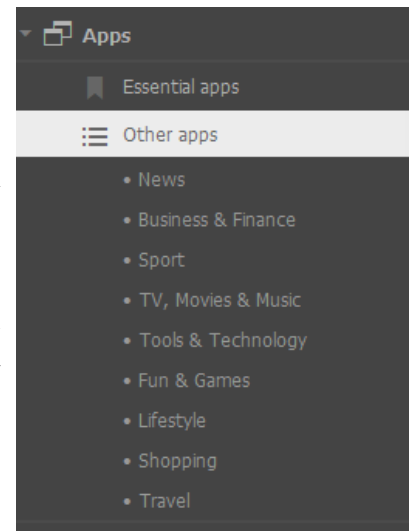 Apps
Essential apps
Other apps
• News
• Business & Finance
• Sport
• TV, Movies & Music
• Tools & Technology
• Fun & Games
• Lifestyle
• Shopping
• Travel